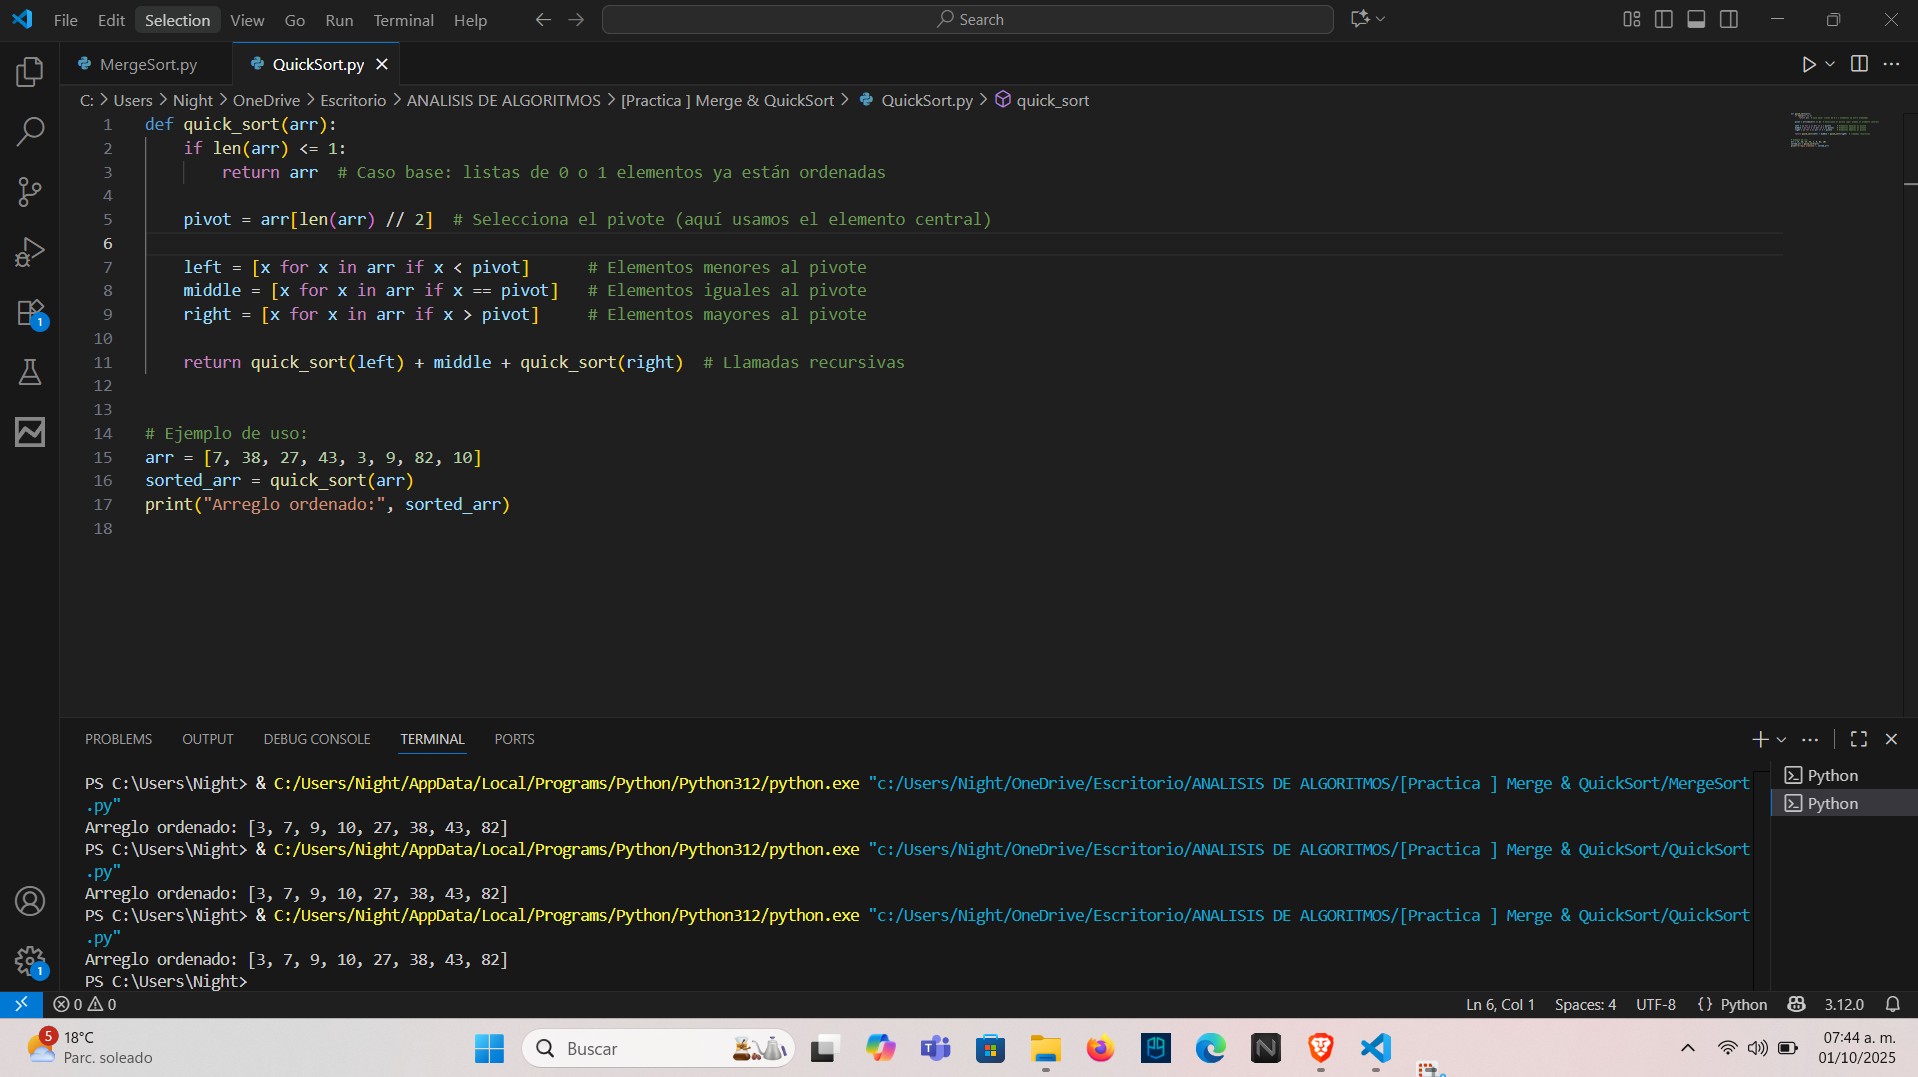 File Edit Selection View Go Run Terminal Help Search
MergeSort.py QuickSort.py
C: > Users > Night > OneDrive > Escritorio > ANALISIS DE ALGORITMOS > [Practica ] Merge & QuickSort > QuickSort.py > quick_sort
1 def quick_sort(arr):
2 if len(arr) <= 1:
3 return arr # Caso base: listas de 0 o 1 elementos ya están ordenadas
4
5 pivot = arr[len(arr) // 2] # Selecciona el pivote (aquí usamos el elemento central)
6
7 left = [x for x in arr if x < pivot] # Elementos menores al pivote
8 middle = [x for x in arr if x == pivot] # Elementos iguales al pivote
9 right = [x for x in arr if x > pivot] # Elementos mayores al pivote
10
11 return quick_sort(left) + middle + quick_sort(right) # Llamadas recursivas
12
13
14 # Ejemplo de uso:
15 arr = [7, 38, 27, 43, 3, 9, 82, 10]
16 sorted_arr = quick_sort(arr)
17 print("Arreglo ordenado:", sorted_arr)
18
1
PROBLEMS OUTPUT DEBUG CONSOLE TERMINAL PORTS
PS C:\Users\Night> & C:/Users/Night/AppData/Local/Programs/Python/Python312/python.exe "c:/Users/Night/OneDrive/Escritorio/ANALISIS DE ALGORITMOS/[Practica ] Merge & QuickSort/MergeSort
.py"
Arreglo ordenado: [3, 7, 9, 10, 27, 38, 43, 82]
PS C:\Users\Night> & C:/Users/Night/AppData/Local/Programs/Python/Python312/python.exe "c:/Users/Night/OneDrive/Escritorio/ANALISIS DE ALGORITMOS/[Practica ] Merge & QuickSort/QuickSort
.py"
Arreglo ordenado: [3, 7, 9, 10, 27, 38, 43, 82]
PS C:\Users\Night> & C:/Users/Night/AppData/Local/Programs/Python/Python312/python.exe "c:/Users/Night/OneDrive/Escritorio/ANALISIS DE ALGORITMOS/[Practica ] Merge & QuickSort/QuickSort
.py"
Arreglo ordenado: [3, 7, 9, 10, 27, 38, 43, 82]
PS C:\Users\Night>
Python
Python
1
0 0 Ln 6, Col 1 Spaces: 4 UTF-8 {} Python 3.12.0
5 18°C
Parc. soleado
Buscar
07:44 a. m.
01/10/2025